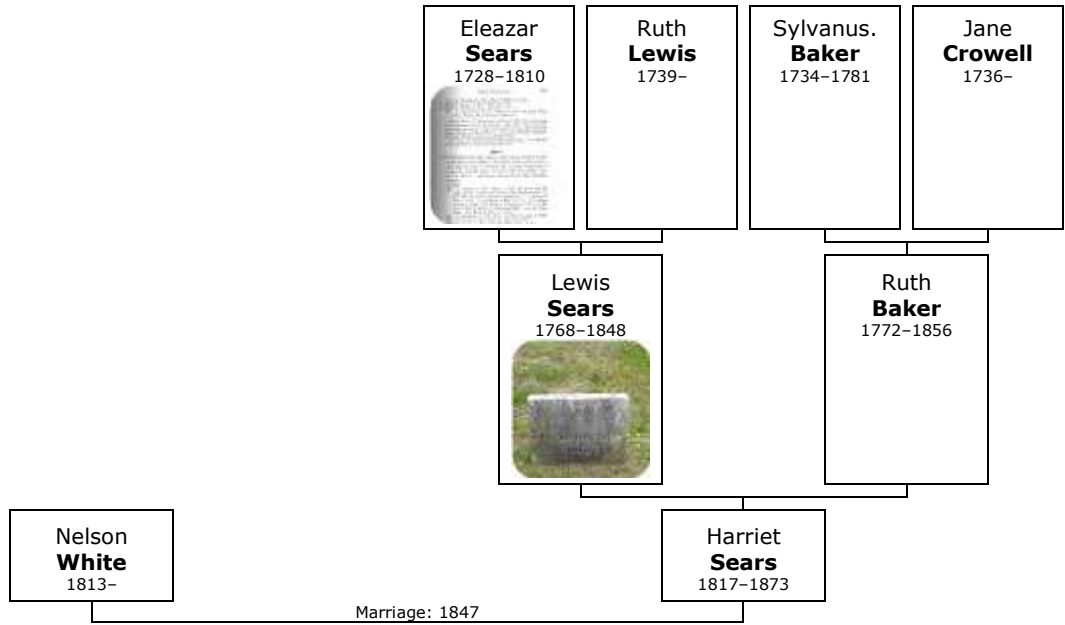 Eleazar
Sears
1728–1810
Ruth
Lewis
1739–
Sylvanus.
Baker
1734–1781
Jane
Crowell
1736–
Lewis
Sears
1768–1848
Ruth
Baker
1772–1856
Nelson
White
1813–
Harriet
Sears
1817–1873
Marriage: 1847